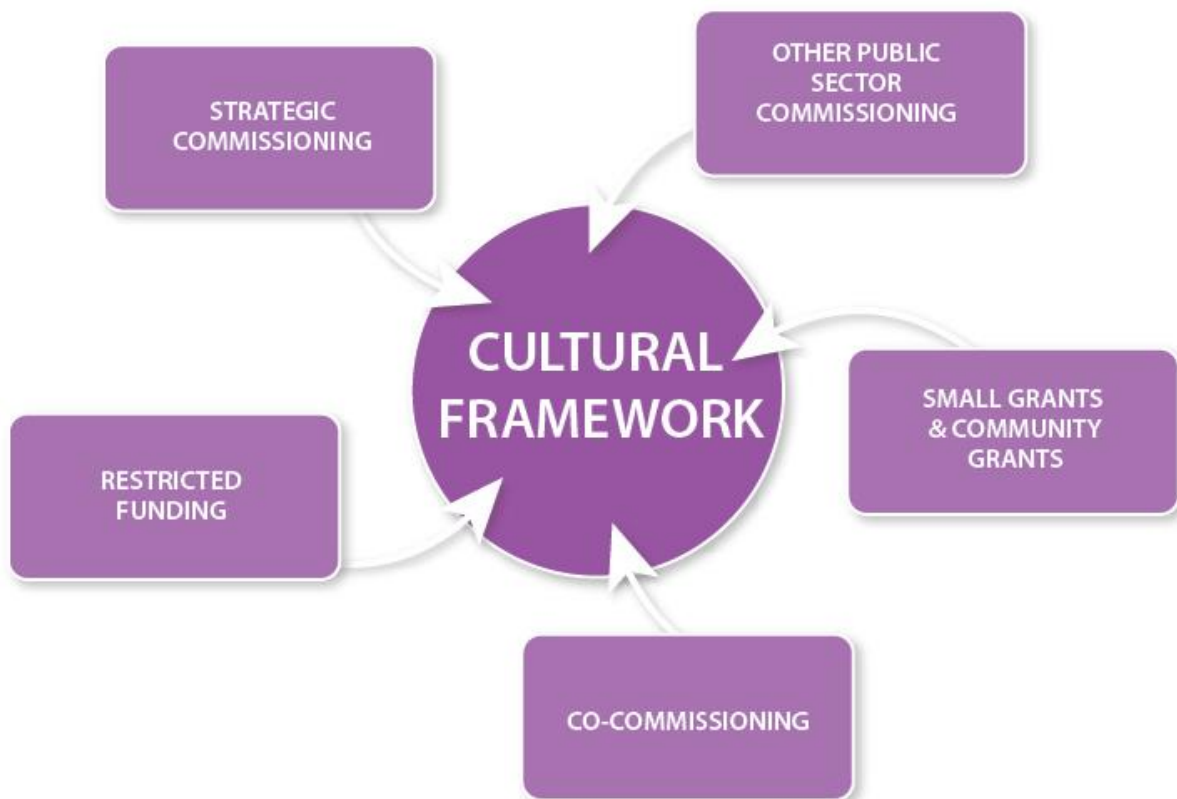 STRATEGIC
COMMISSIONING
OTHER PUBLIC
SECTOR
COMMISSIONING
CULTURAL
FRAMEWORK
SMALL GRANTS
& COMMUNITY
GRANTS
RESTRICTED
FUNDING
CO-COMMISSIONING